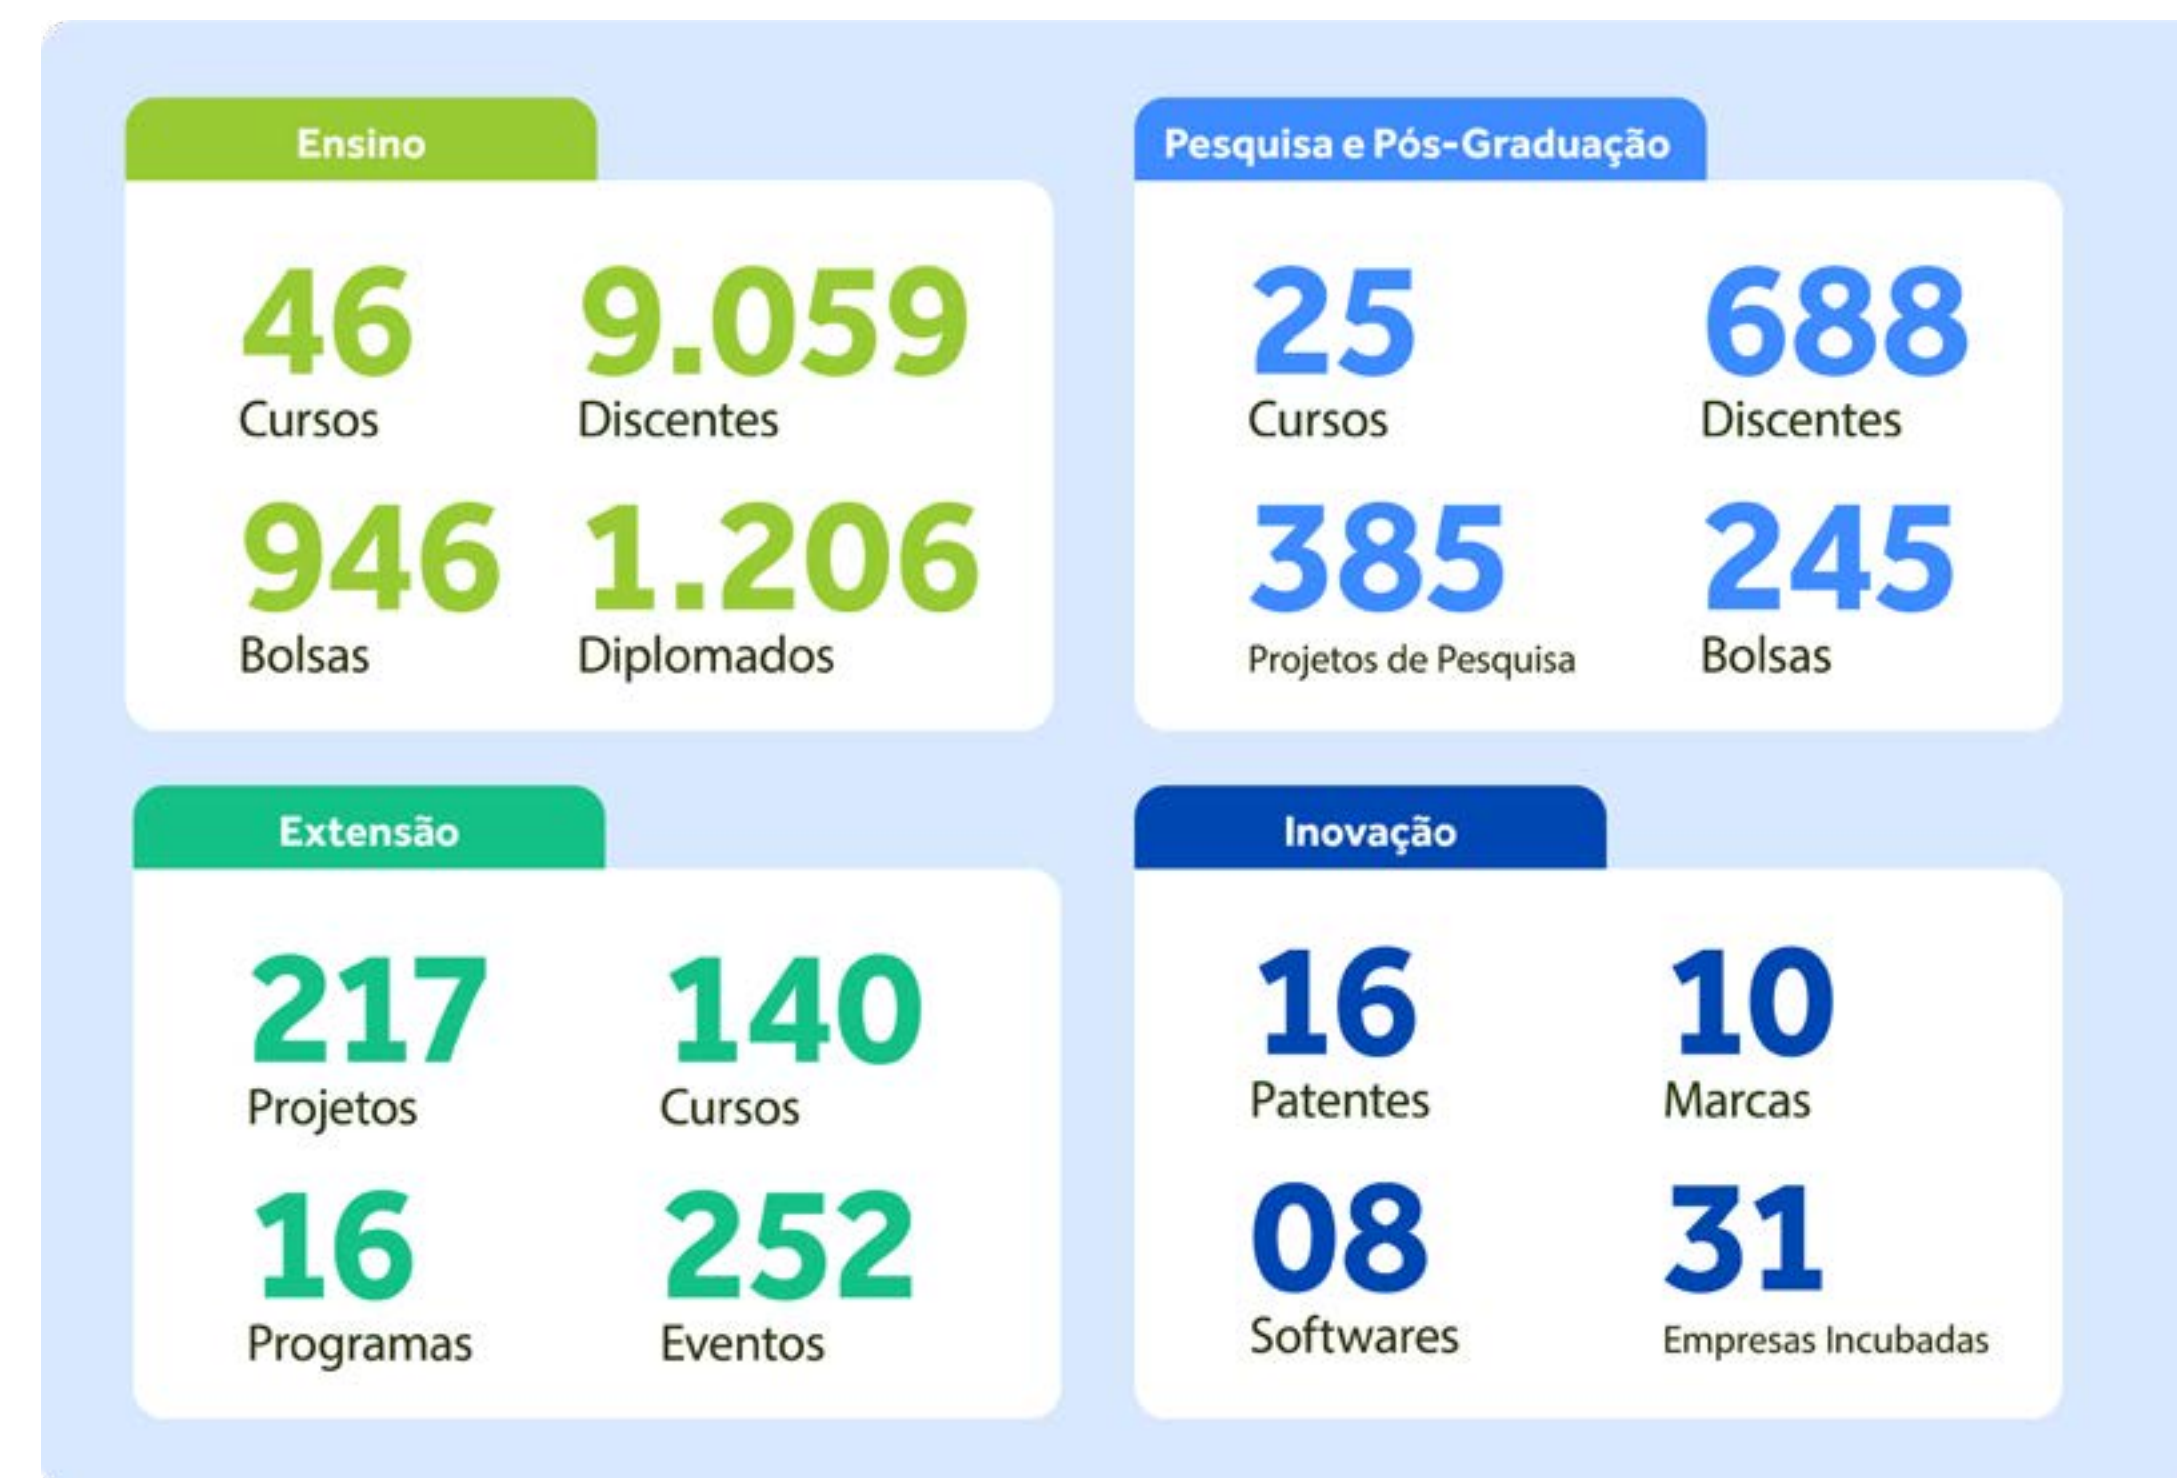 Ensino
46 9.059
Cursos Discentes
946 1.206
Bolsas Diplomados
Pesquisa e Pós-Graduação
25 688
Cursos Discentes
385 245
Projetos de Pesquisa Bolsas
Extensão
217 140
Projetos Cursos
16 252
Programas Eventos
Inovação
16 10
Patentes Marcas
08 31
Softwares Empresas Incubadas